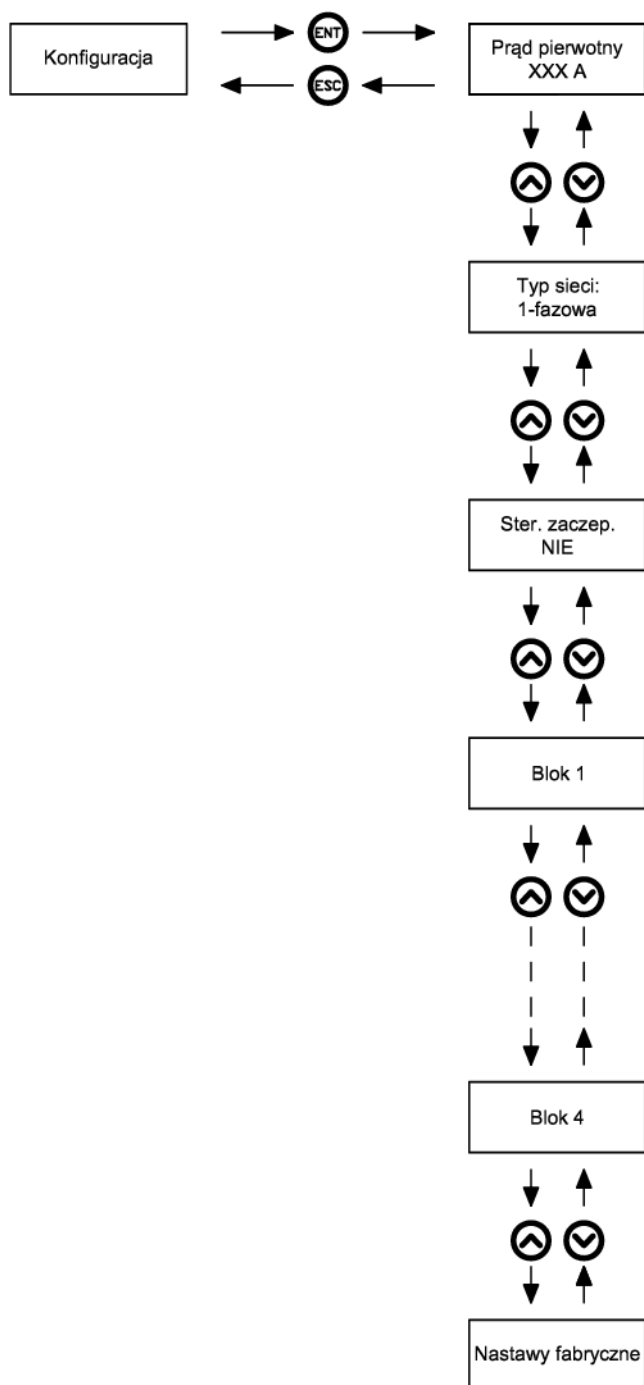 Konfiguracja
ENT
ESC
Prąd pierwotny
XXX A
Typ sieci:
1-fazowa
Ster. zaczep.
NIE
Blok 1
Blok 4
Nastawy fabryczne